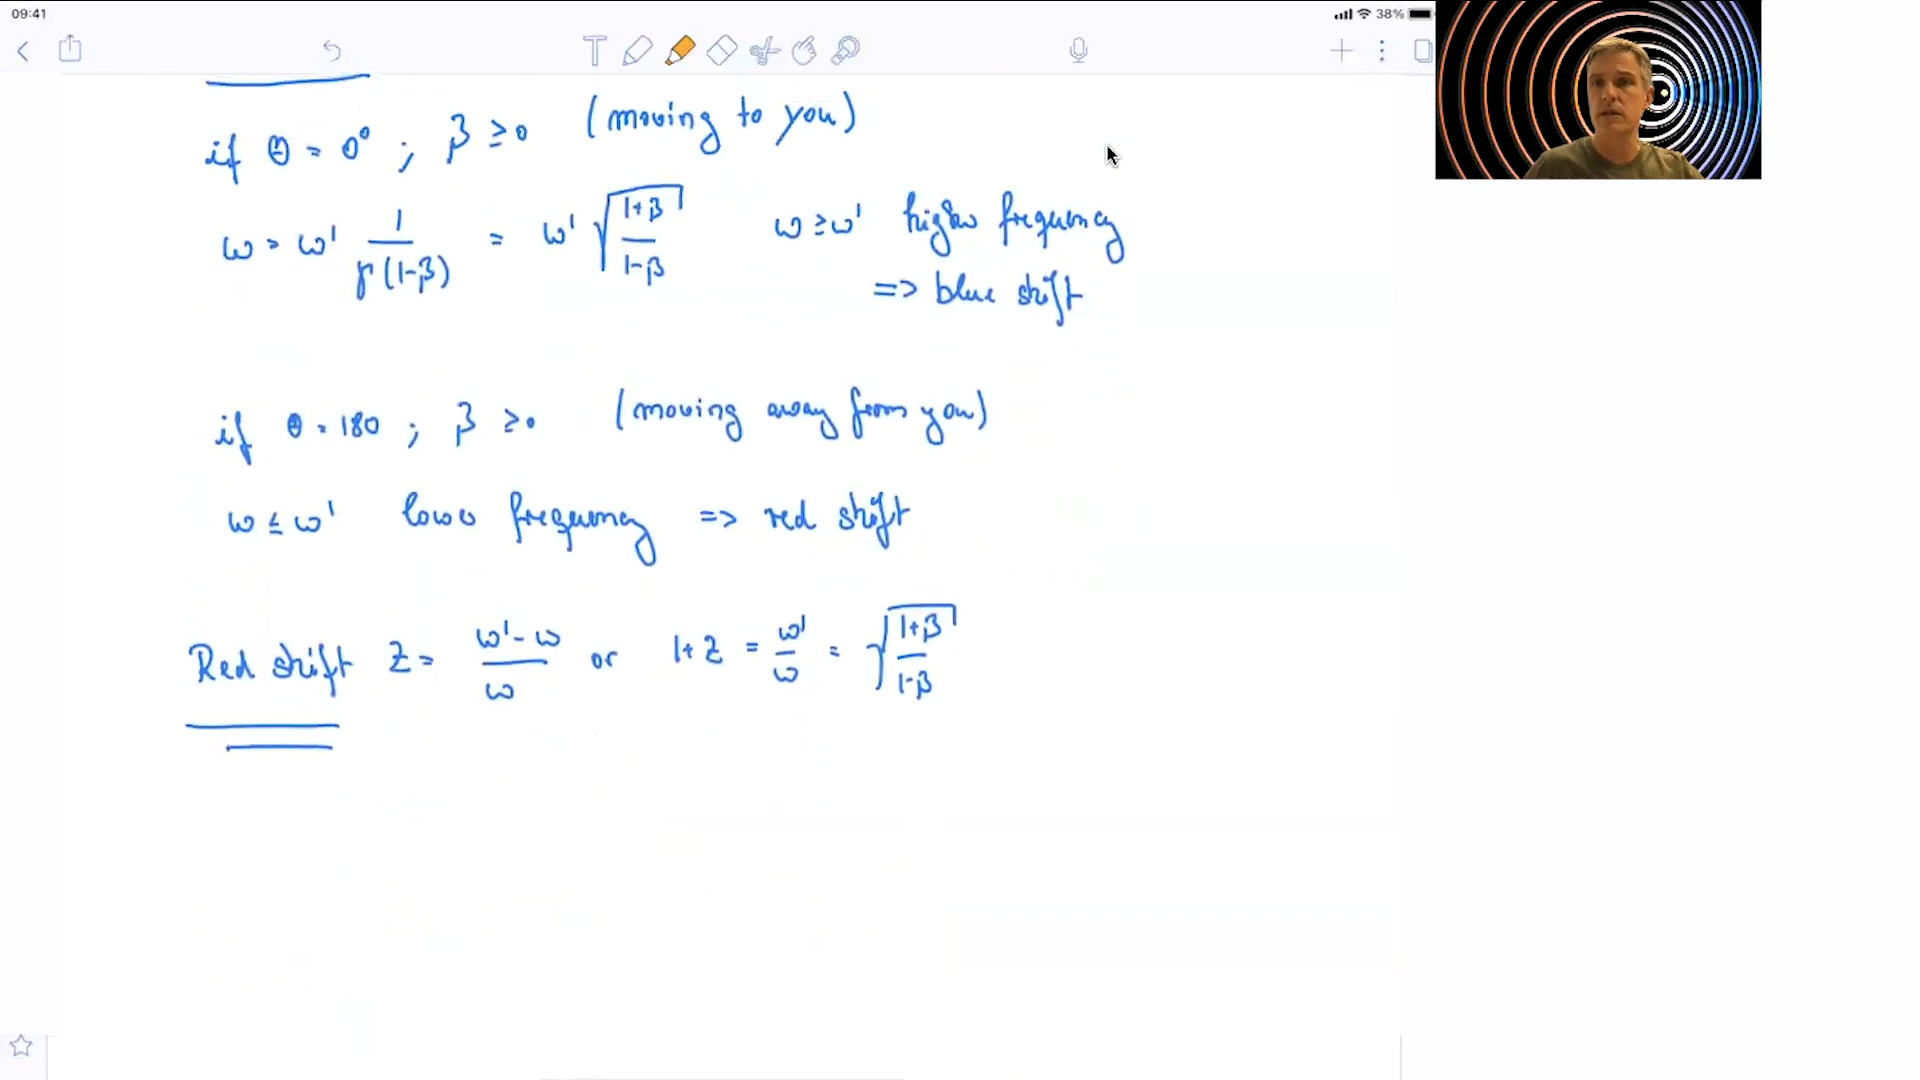 09:41 38%
if θ = 0° ; β ≥ 0 (moving to you)
ω = ω' 1/γ(1-β) = ω' √(1+β/1-β) ω ≥ ω' higher frequency
=> blue shift
if θ = 180 ; β ≥ 0 (moving away from you)
ω ≤ ω' lower frequency => red shift
Red shift Z = ω'-ω/ω or 1+Z = ω'/ω = √(1+β/1-β)